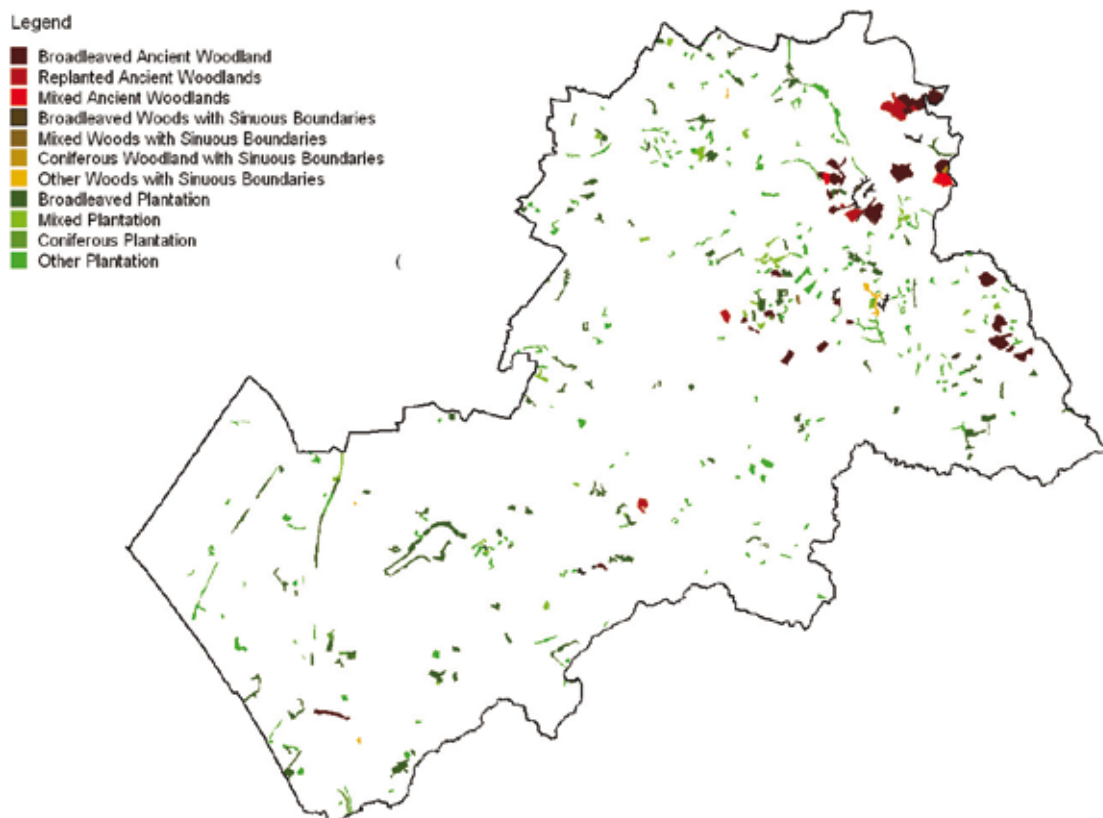 Legend
Broadleaved Ancient Woodland
Replanted Ancient Woodlands
Mixed Ancient Woodlands
Broadleaved Woods with Sinuous Boundaries
Mixed Woods with Sinuous Boundaries
Coniferous Woodland with Sinuous Boundaries
Other Woods with Sinuous Boundaries
Broadleaved Plantation
Mixed Plantation
Coniferous Plantation
Other Plantation
(